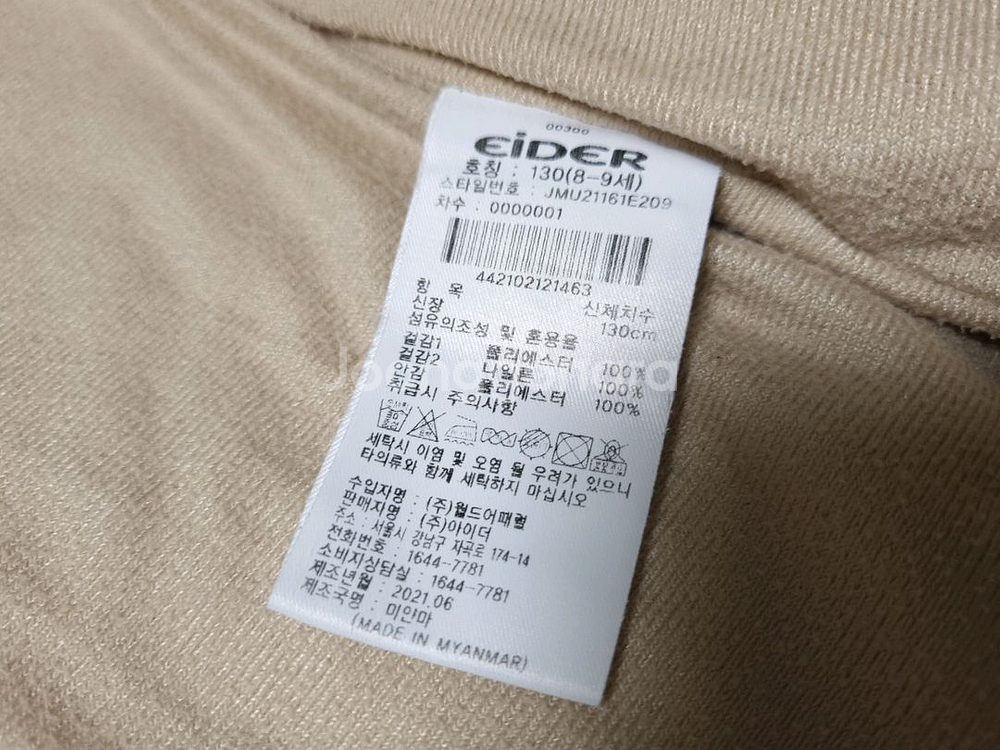 00300
EIDER
호칭 : 130(8-9세)
스타일번호 : JMU21161E209
차수 : 0000001
442102121463
항 목 신체치수
신장 130cm
섬유의조성 및 혼용율
겉감1 폴리에스터 100%
겉감2 나일론 100%
안감 폴리에스터 100%
취급시 주의사항
세탁시 이염 및 오염 될 우려가 있으니
타의류와 함께 세탁하지 마십시오
수입자명 : (주)월드어패럴
판매자명 : (주)아이더
주소 : 서울시 강남구 자곡로 174-14
전화번호 : 1644-7781
소비자상담실 : 1644-7781
제조년월 : 2021.06
제조국명 : 미얀마
(MADE IN MYANMAR)